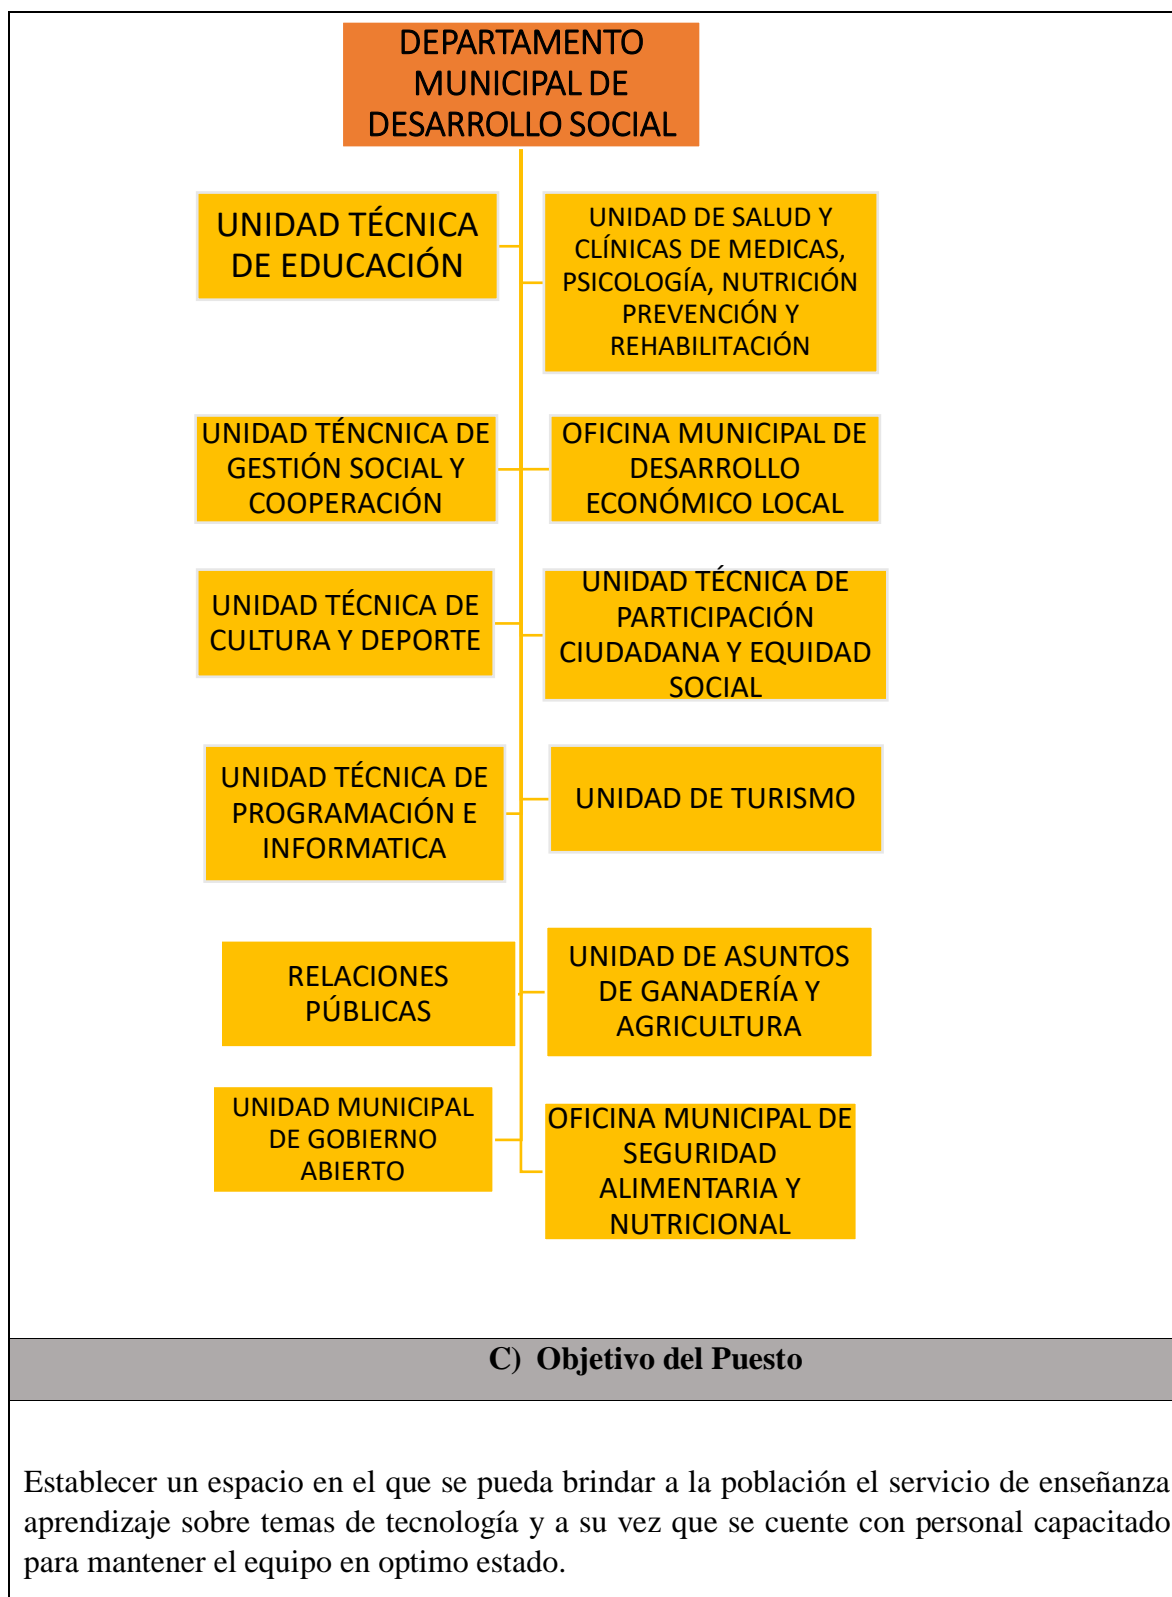 DEPARTAMENTO
MUNICIPAL DE
DESARROLLO SOCIAL
UNIDAD TÉCNICA
DE EDUCACIÓN
UNIDAD DE SALUD Y
CLÍNICAS DE MEDICAS,
PSICOLOGÍA, NUTRICIÓN
PREVENCIÓN Y
REHABILITACIÓN
UNIDAD TÉNCNICA DE
GESTIÓN SOCIAL Y
COOPERACIÓN
OFICINA MUNICIPAL DE
DESARROLLO
ECONÓMICO LOCAL
UNIDAD TÉCNICA DE
CULTURA Y DEPORTE
UNIDAD TÉCNICA DE
PARTICIPACIÓN
CIUDADANA Y EQUIDAD
SOCIAL
UNIDAD TÉCNICA DE
PROGRAMACIÓN E
INFORMATICA
UNIDAD DE TURISMO
RELACIONES
PÚBLICAS
UNIDAD DE ASUNTOS
DE GANADERÍA Y
AGRICULTURA
UNIDAD MUNICIPAL
DE GOBIERNO
ABIERTO
OFICINA MUNICIPAL DE
SEGURIDAD
ALIMENTARIA Y
NUTRICIONAL
C) Objetivo del Puesto
Establecer un espacio en el que se pueda brindar a la población el servicio de enseñanza
aprendizaje sobre temas de tecnología y a su vez que se cuente con personal capacitado
para mantener el equipo en optimo estado.